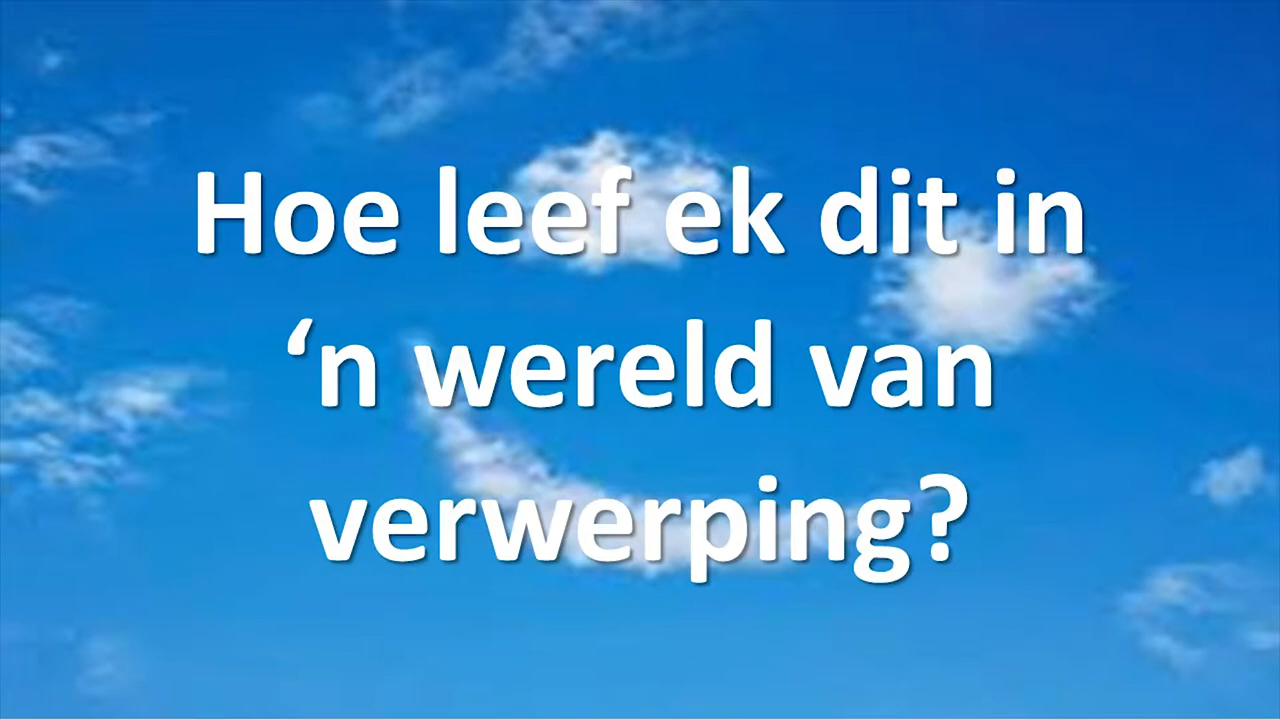 Hoe leef ek dit in
‘n wereld van
verwerping?